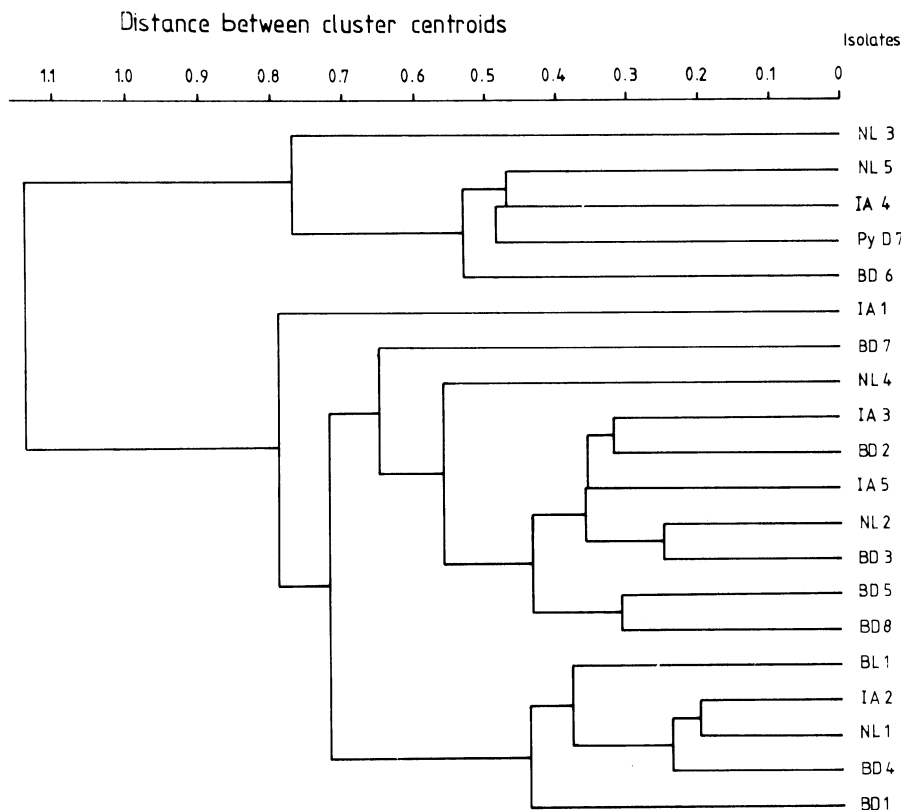 Distance between cluster centroids
Isolates
1.1 1.0 0.9 0.8 0.7 0.6 0.5 0.4 0.3 0.2 0.1 0
NL 3
NL 5
IA 4
Py D 7
BD 6
IA 1
BD 7
NL 4
IA 3
BD 2
IA 5
NL 2
BD 3
BD 5
BD 8
BL 1
IA 2
NL 1
BD 4
BD 1